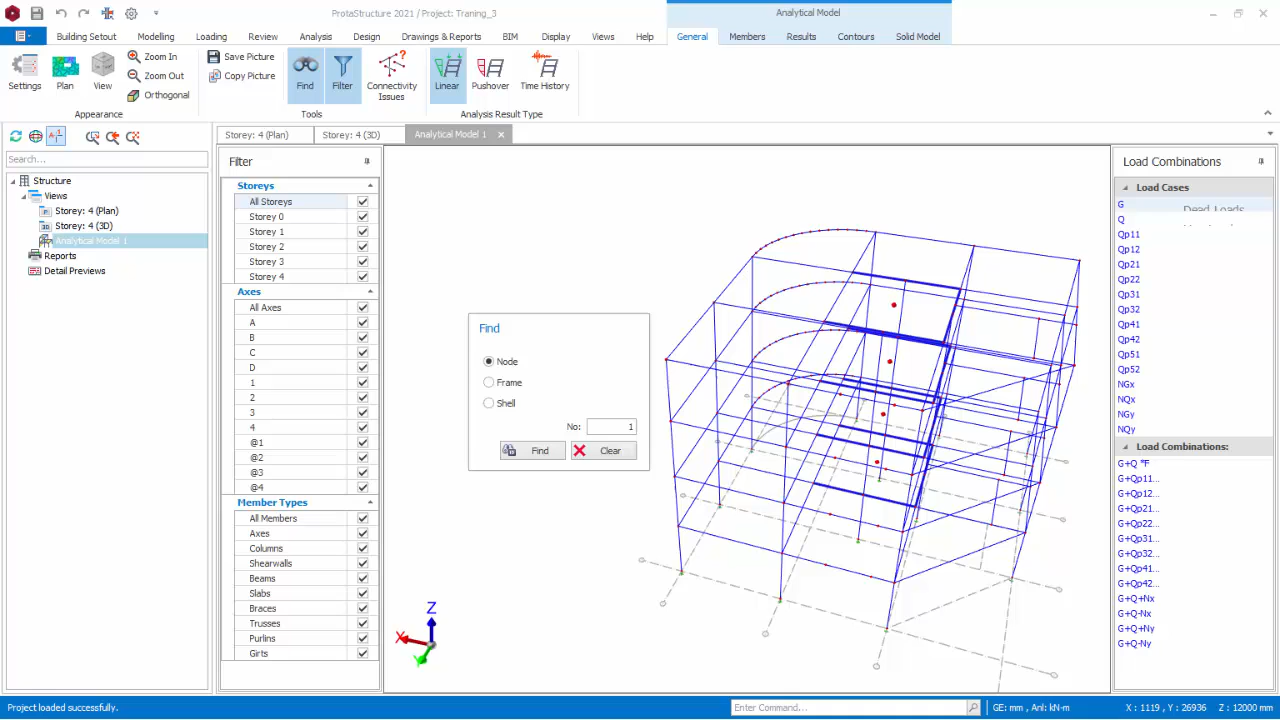 ProtaStructure 2021 / Project: Traning_3
Analytical Model
Building Setout
Modelling
Loading
Review
Analysis
Design
Drawings & Reports
BIM
Display
Views
Help
General
Members
Results
Contours
Solid Model
Settings
Plan
View
Zoom In
Zoom Out
Orthogonal
Appearance
Save Picture
Copy Picture
Find
Filter
Connectivity
Issues
Tools
Linear
Pushover
Time History
Analysis Result Type
Storey: 4 (Plan)
Storey: 4 (3D)
Analytical Model 1
Search...
Structure
Views
Storey: 4 (Plan)
Storey: 4 (3D)
Analytical Model 1
Reports
Detail Previews
Filter
Storeys
All Storeys
Storey 0
Storey 1
Storey 2
Storey 3
Storey 4
Axes
All Axes
A
B
C
D
1
2
3
4
@1
@2
@3
@4
Member Types
All Members
Axes
Columns
Shearwalls
Beams
Slabs
Braces
Trusses
Purlins
Girts
Find
Node
Frame
Shell
No: 1
Find
Clear
Z
X
Y
Load Combinations
Load Cases
G
Dead Loads
Q
Qp11
Qp12
Qp21
Qp22
Qp31
Qp32
Qp41
Qp42
Qp51
Qp52
NGx
NQx
NGy
NQy
Load Combinations:
G+Q *F
G+Qp11...
G+Qp12...
G+Qp21...
G+Qp22...
G+Qp31...
G+Qp32...
G+Qp41...
G+Qp42...
G+Q+Nx
G+Q-Nx
G+Q+Ny
G+Q-Ny
Project loaded successfully.
Enter Command...
GE: mm , Anl: kN-m
X : 1119 , Y : 26936
Z : 12000 mm